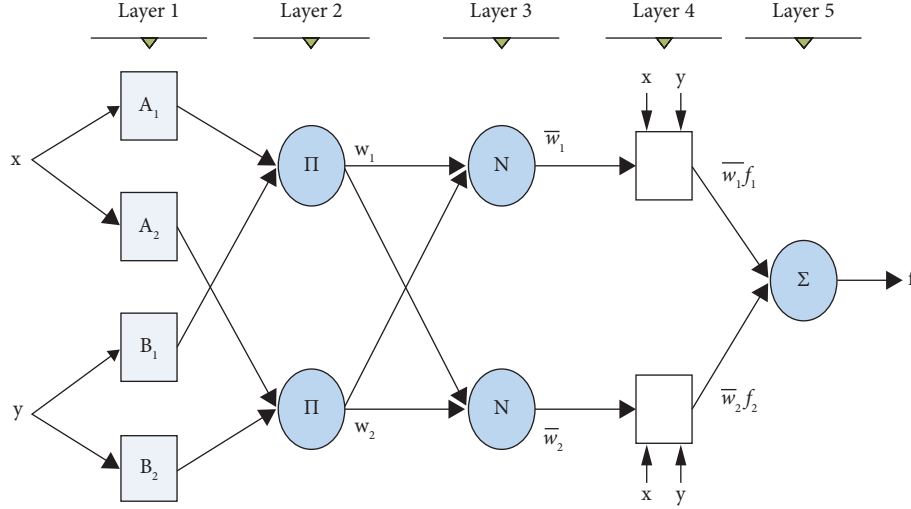 Layer 1 Layer 2 Layer 3 Layer 4 Layer 5
x y
A₁
w₁ w̅₁
Π N
x w̅₁f₁
A₂
Σ f
B₁
y w̅₂f₂
Π N
w₂ w̅₂
B₂
x y